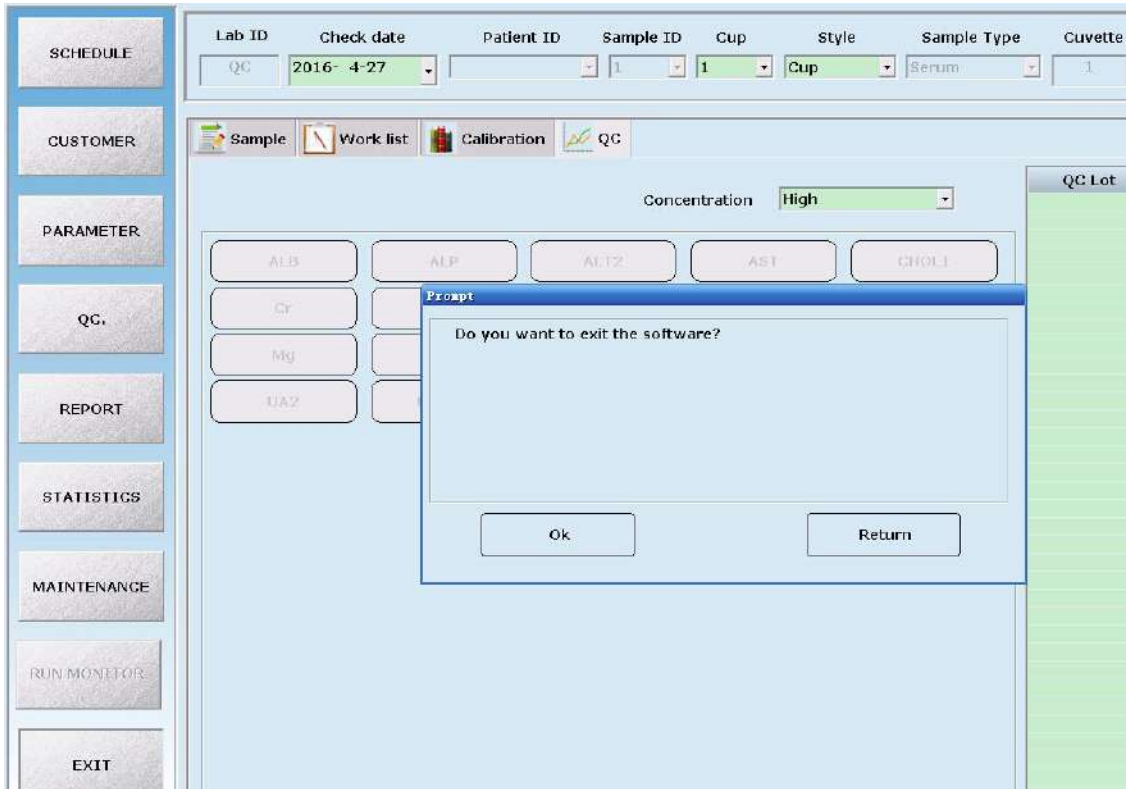 SCHEDULE
CUSTOMER
PARAMETER
QC.
REPORT
STATISTICS
MAINTENANCE
RUN MONITOR
EXIT
Lab ID Check date Patient ID Sample ID Cup Style Sample Type Cuvette
QC 2016- 4-27 1 1 Cup Serum 1
Sample Work list Calibration QC
Concentration High
QC Lot
ALB ALP ALT2 AST CHOL1
Cr
Mg
UA2
Prompt
Do you want to exit the software?
Ok Return